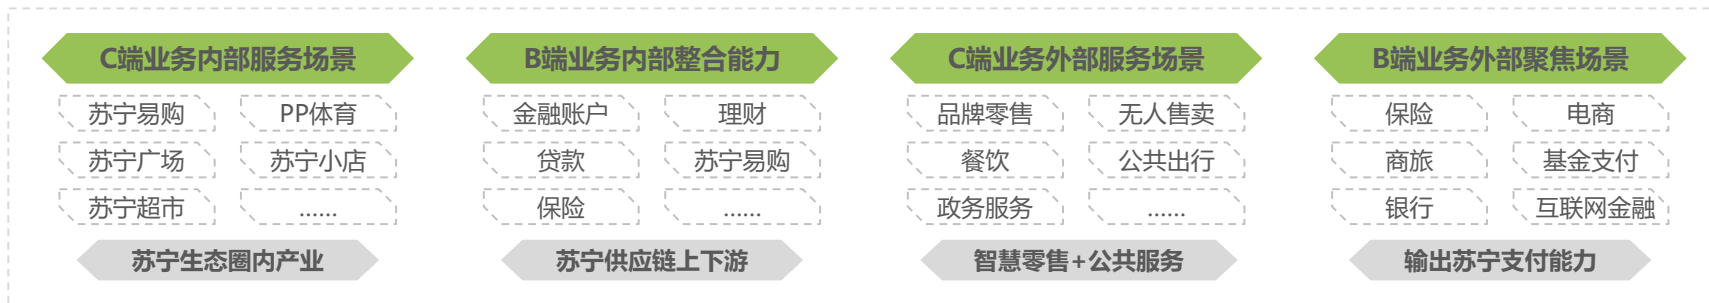 C端业务内部服务场景
苏宁易购 PP体育
苏宁广场 苏宁小店
苏宁超市 ……
苏宁生态圈内产业
B端业务内部整合能力
金融账户 理财
贷款 苏宁易购
保险 ……
苏宁供应链上下游
C端业务外部服务场景
品牌零售 无人售卖
餐饮 公共出行
政务服务 ……
智慧零售+公共服务
B端业务外部聚焦场景
保险 电商
商旅 基金支付
银行 互联网金融
输出苏宁支付能力